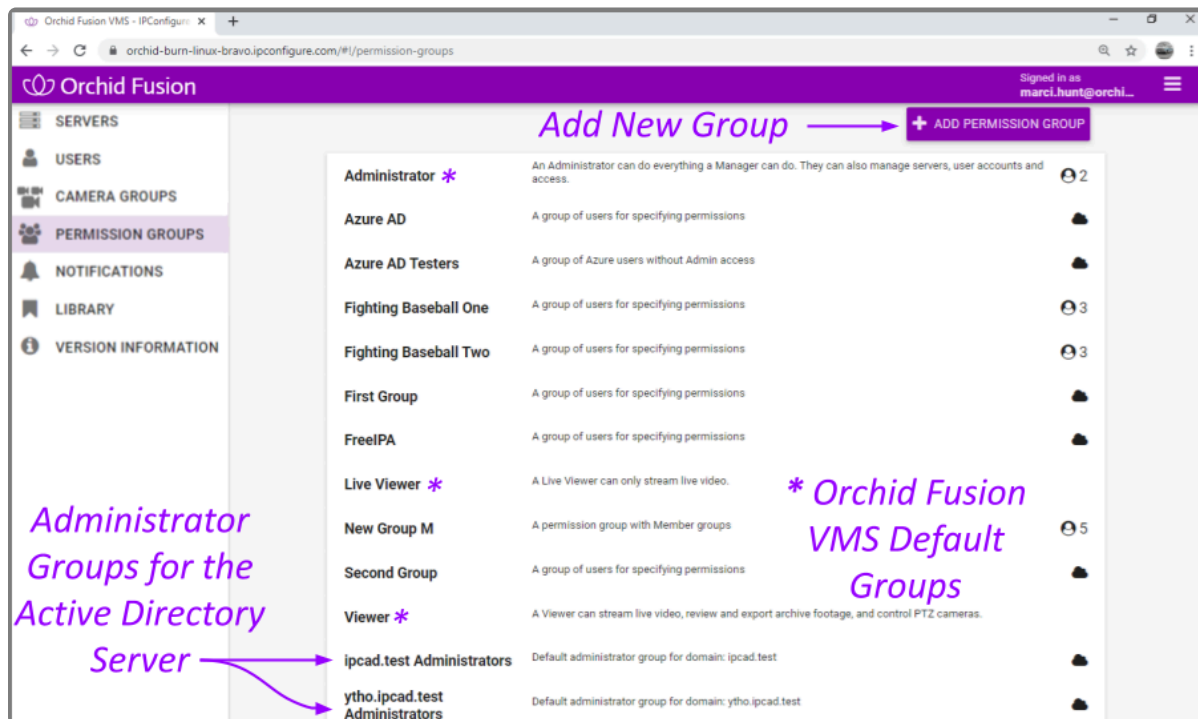 Orchid Fusion VMS - IPConfigure
orchid-burn-linux-bravo.ipconfigure.com/#!/permission-groups
Orchid Fusion
Signed in as
marci.hunt@orchi...
SERVERS
USERS
CAMERA GROUPS
PERMISSION GROUPS
NOTIFICATIONS
LIBRARY
VERSION INFORMATION
Add New Group
+ ADD PERMISSION GROUP
Administrator * An Administrator can do everything a Manager can do. They can also manage servers, user accounts and
access.
2
Azure AD A group of users for specifying permissions
Azure AD Testers A group of Azure users without Admin access
Fighting Baseball One A group of users for specifying permissions 3
Fighting Baseball Two A group of users for specifying permissions 3
First Group A group of users for specifying permissions
FreeIPA A group of users for specifying permissions
Live Viewer * A Live Viewer can only stream live video.
New Group M A permission group with Member groups 5
Second Group A group of users for specifying permissions
Viewer * A Viewer can stream live video, review and export archive footage, and control PTZ cameras.
ipcad.test Administrators Default administrator group for domain: ipcad.test
ytho.ipcad.test
Administrators
Default administrator group for domain: ytho.ipcad.test
* Orchid Fusion
VMS Default
Groups
Administrator
Groups for the
Active Directory
Server